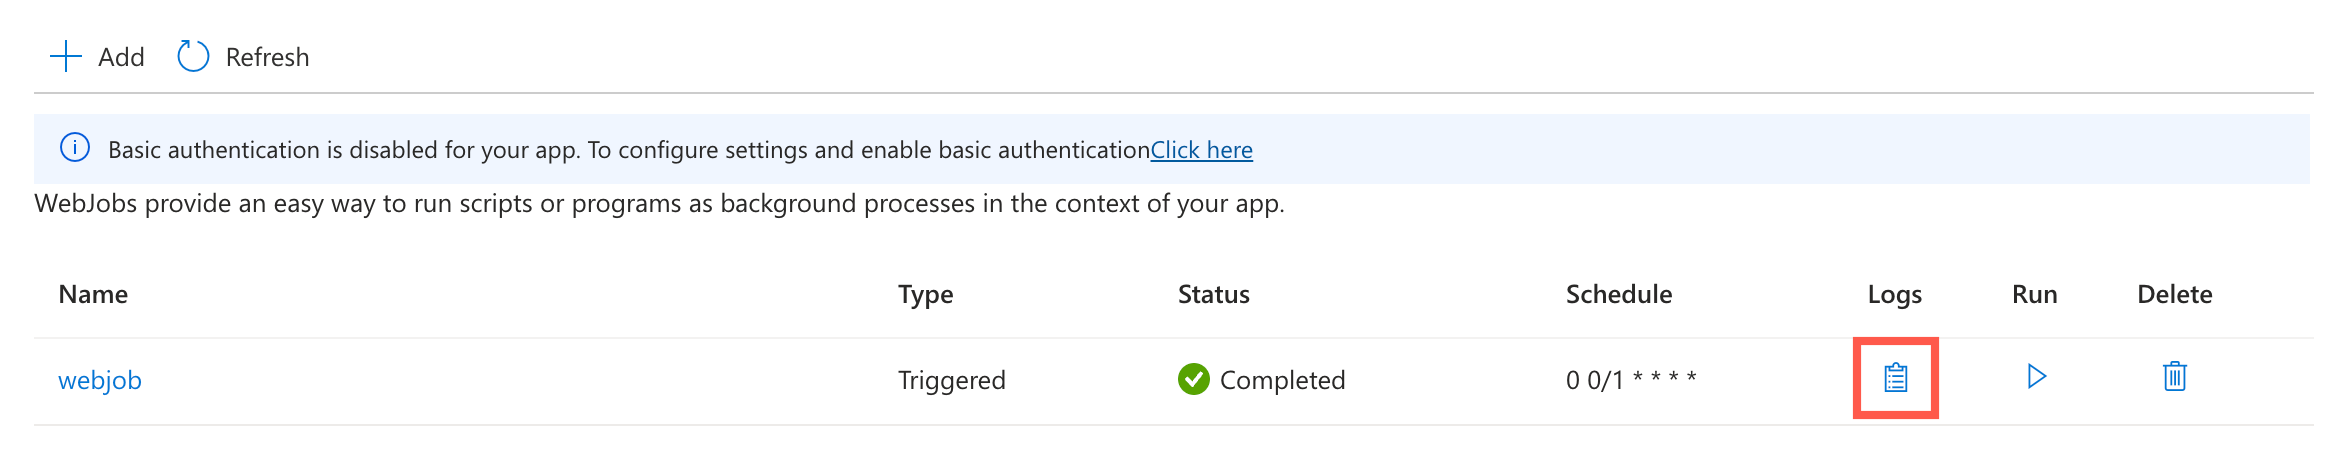 Add Refresh
Basic authentication is disabled for your app. To configure settings and enable basic authenticationClick here
WebJobs provide an easy way to run scripts or programs as background processes in the context of your app.
Name Type Status Schedule Logs Run Delete
webjob Triggered Completed 0 0/1 * * * *